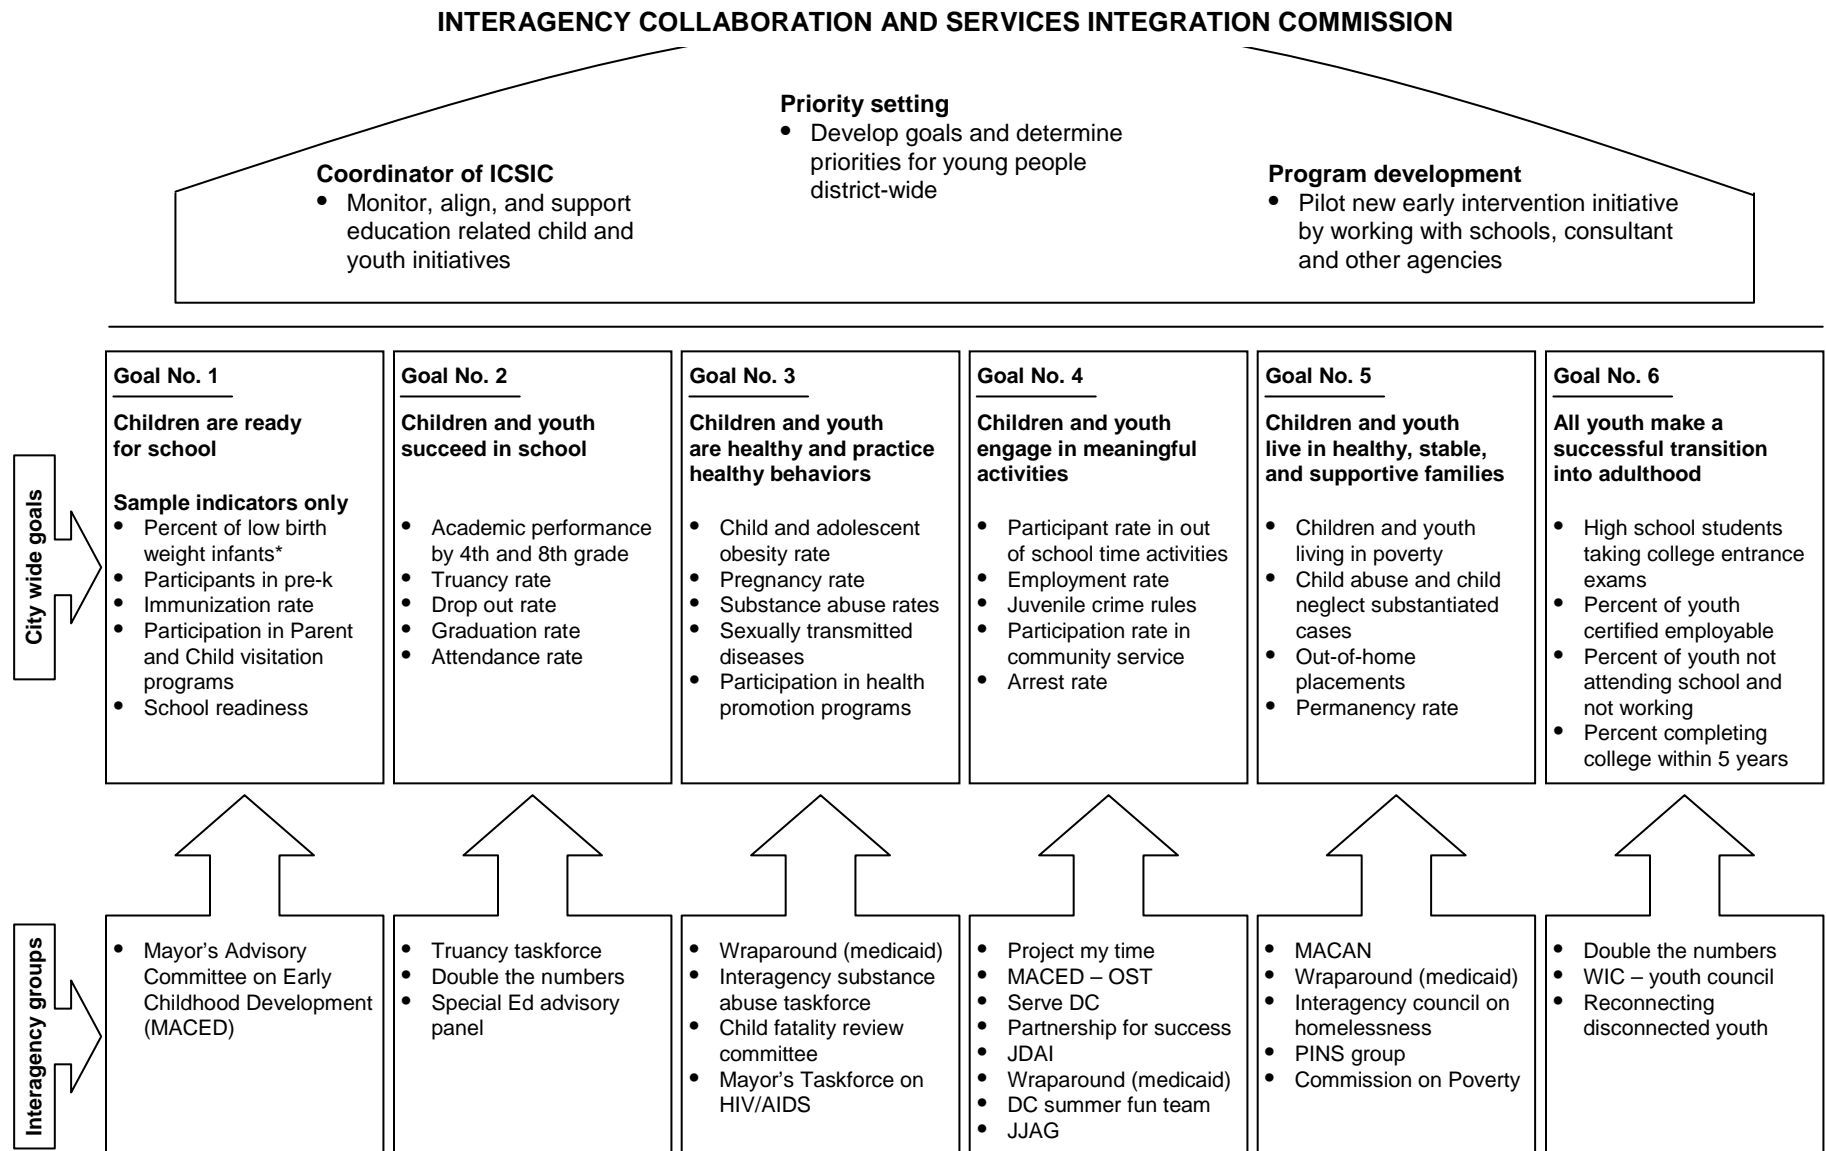 INTERAGENCY COLLABORATION AND SERVICES INTEGRATION COMMISSION
Priority setting
• Develop goals and determine
priorities for young people
district-wide
Coordinator of ICSIC
• Monitor, align, and support
education related child and
youth initiatives
Program development
• Pilot new early intervention initiative
by working with schools, consultant
and other agencies
City wide goals
Goal No. 1
Children are ready
for school
Sample indicators only
• Percent of low birth
weight infants*
• Participants in pre-k
• Immunization rate
• Participation in Parent
and Child visitation
programs
• School readiness
Goal No. 2
Children and youth
succeed in school
• Academic performance
by 4th and 8th grade
• Truancy rate
• Drop out rate
• Graduation rate
• Attendance rate
Goal No. 3
Children and youth
are healthy and practice
healthy behaviors
• Child and adolescent
obesity rate
• Pregnancy rate
• Substance abuse rates
• Sexually transmitted
diseases
• Participation in health
promotion programs
Goal No. 4
Children and youth
engage in meaningful
activities
• Participant rate in out
of school time activities
• Employment rate
• Juvenile crime rules
• Participation rate in
community service
• Arrest rate
Goal No. 5
Children and youth
live in healthy, stable,
and supportive families
• Children and youth
living in poverty
• Child abuse and child
neglect substantiated
cases
• Out-of-home
placements
• Permanency rate
Goal No. 6
All youth make a
successful transition
into adulthood
• High school students
taking college entrance
exams
• Percent of youth
certified employable
• Percent of youth not
attending school and
not working
• Percent completing
college within 5 years
Interagency groups
• Mayor's Advisory
Committee on Early
Childhood Development
(MACED)
• Truancy taskforce
• Double the numbers
• Special Ed advisory
panel
• Wraparound (medicaid)
• Interagency substance
abuse taskforce
• Child fatality review
committee
• Mayor's Taskforce on
HIV/AIDS
• Project my time
• MACED – OST
• Serve DC
• Partnership for success
• JDAI
• Wraparound (medicaid)
• DC summer fun team
• JJAG
• MACAN
• Wraparound (medicaid)
• Interagency council on
homelessness
• PINS group
• Commission on Poverty
• Double the numbers
• WIC – youth council
• Reconnecting
disconnected youth